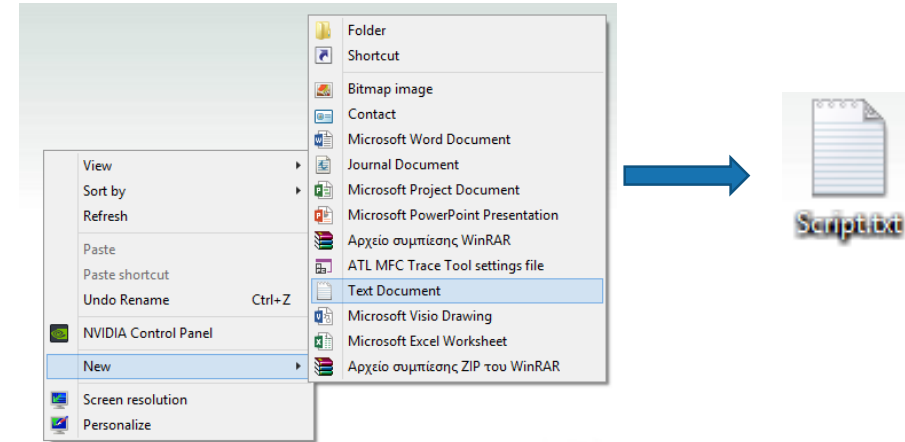 View
Sort by
Refresh
Paste
Paste shortcut
Undo Rename Ctrl+Z
NVIDIA Control Panel
New
Screen resolution
Personalize
Folder
Shortcut
Bitmap image
Contact
Microsoft Word Document
Journal Document
Microsoft Project Document
Microsoft PowerPoint Presentation
Αρχείο συμπίεσης WinRAR
ATL MFC Trace Tool settings file
Text Document
Microsoft Visio Drawing
Microsoft Excel Worksheet
Αρχείο συμπίεσης ZIP του WinRAR
Script.txt